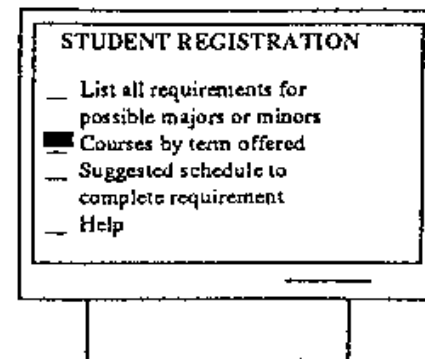 STUDENT REGISTRATION
List all requirements for
possible majors or minors
Courses by term offered
Suggested schedule to
complete requirement
Help